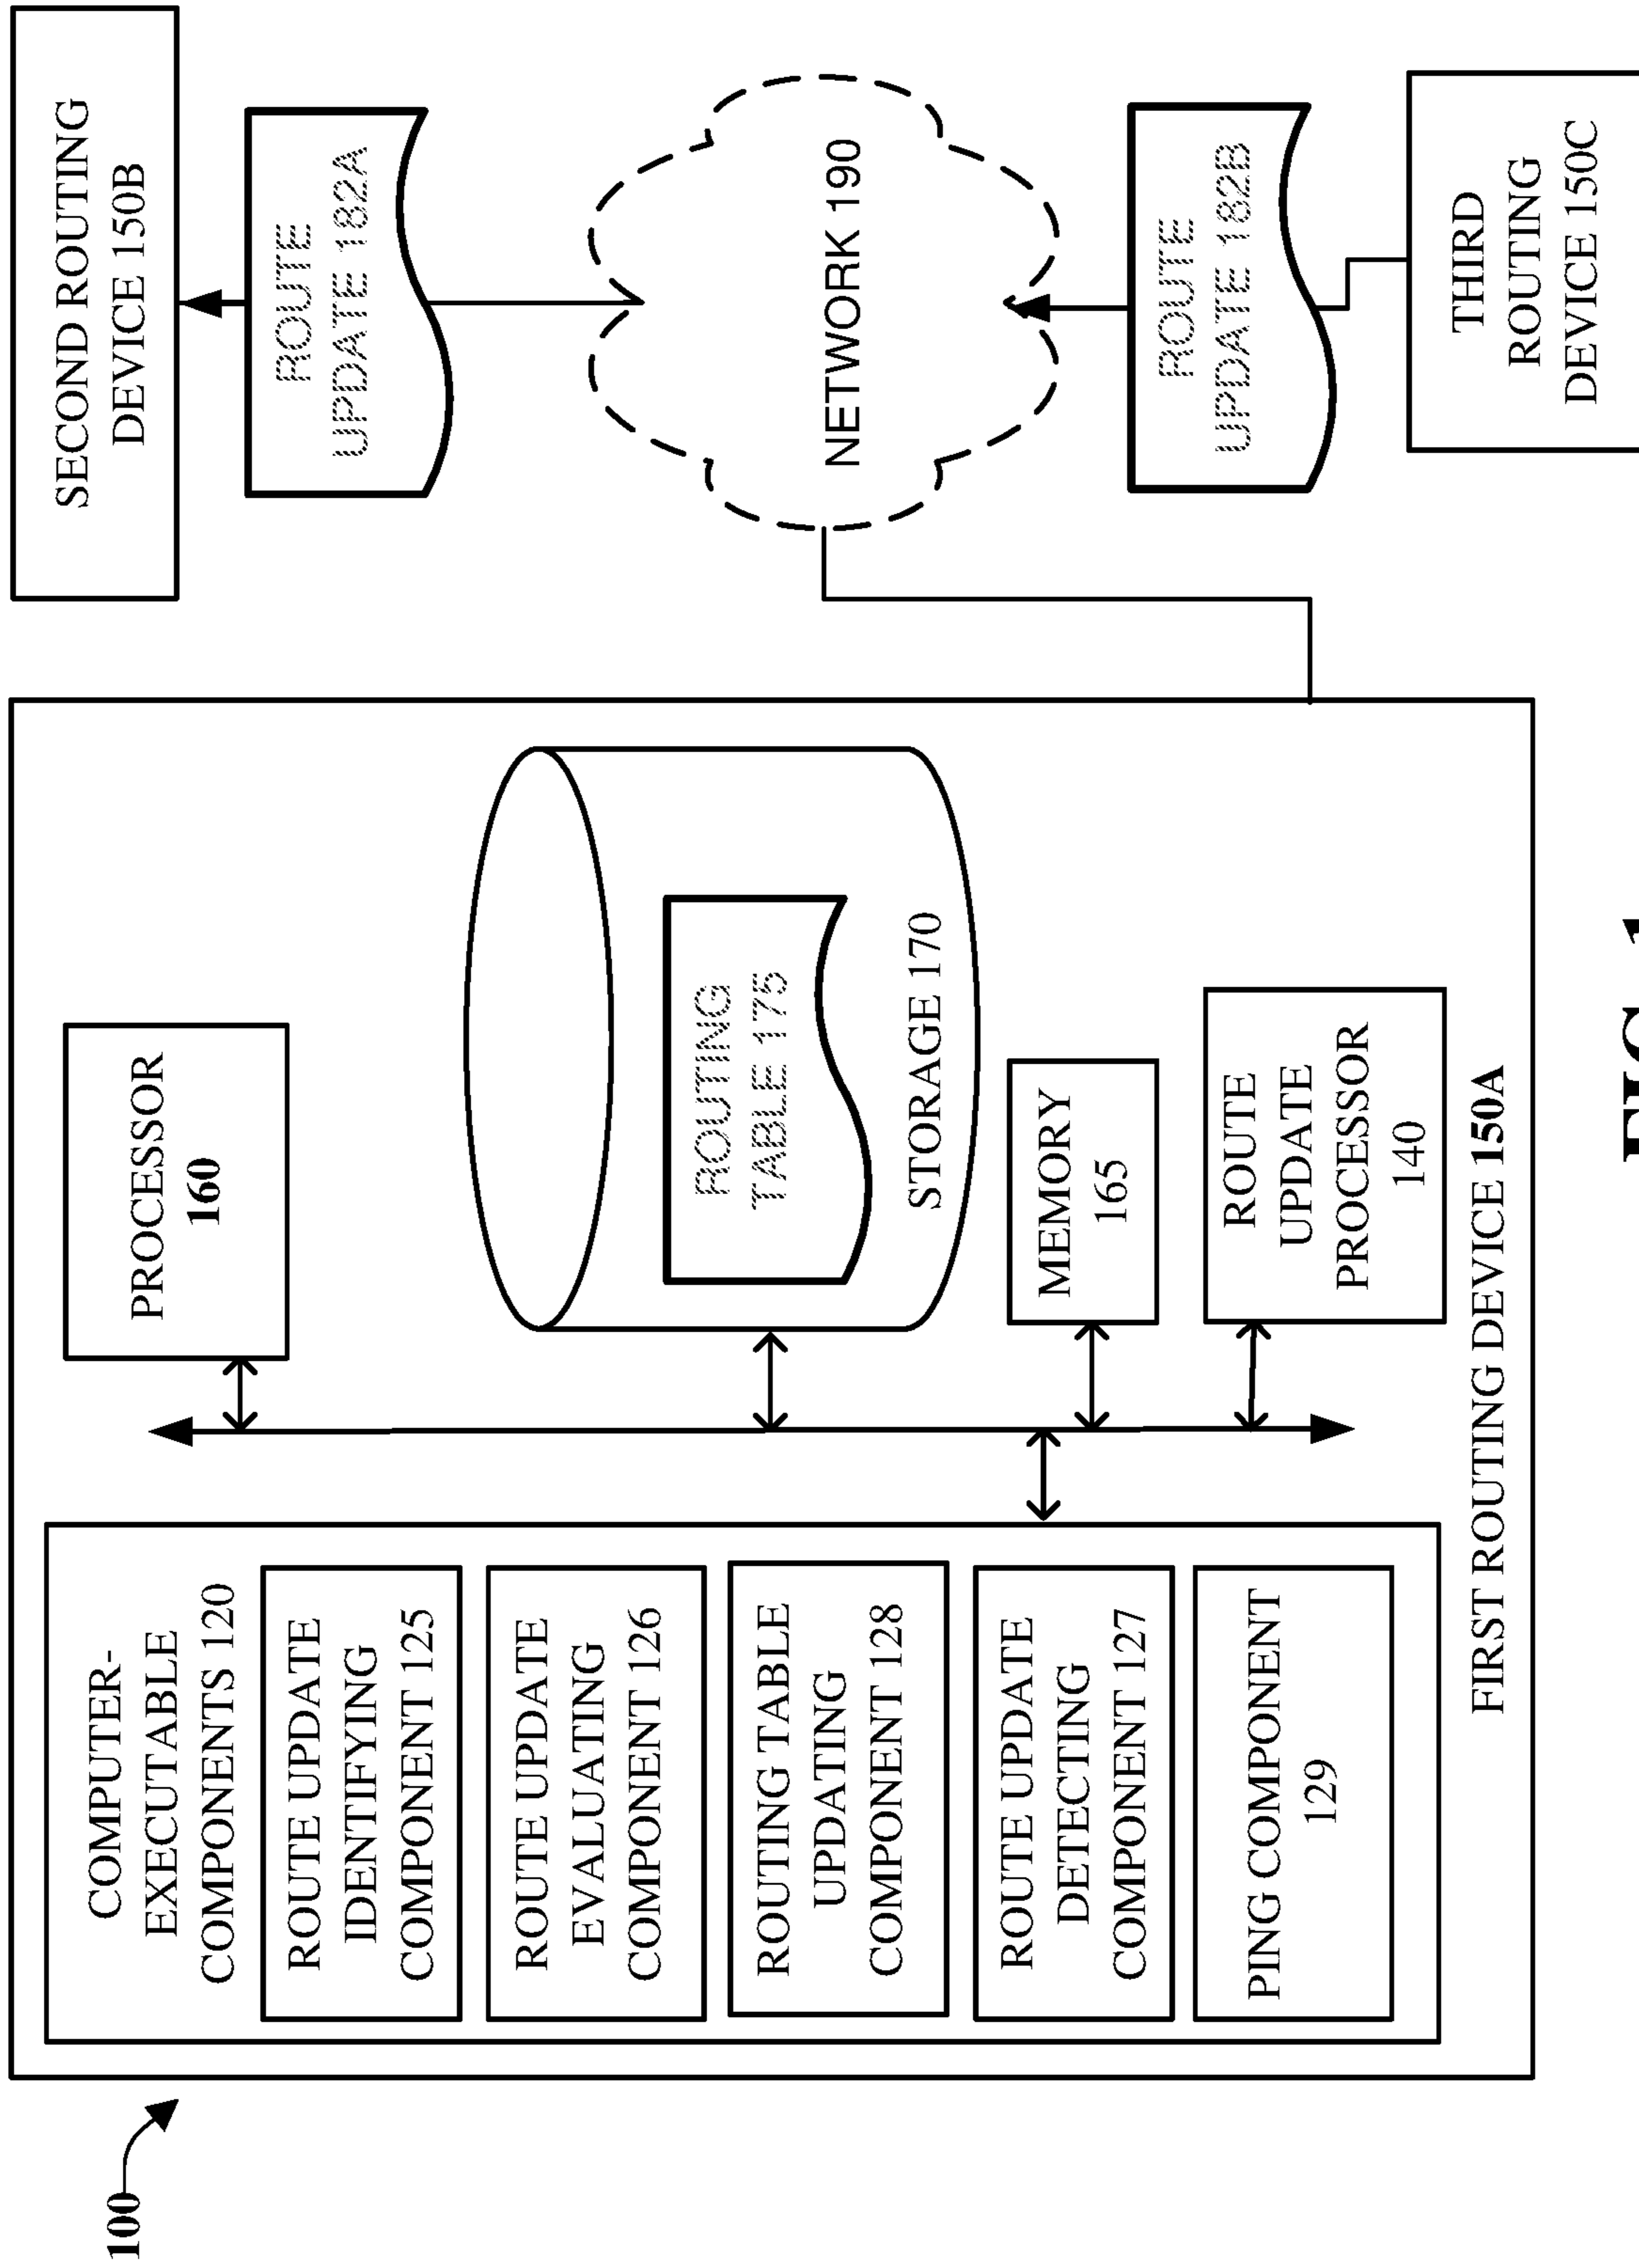 100
COMPUTER-
EXECUTABLE
COMPONENTS 120
ROUTE UPDATE
IDENTIFYING
COMPONENT 125
ROUTE UPDATE
EVALUATING
COMPONENT 126
ROUTING TABLE
UPDATING
COMPONENT 128
ROUTE UPDATE
DETECTING
COMPONENT 127
PING COMPONENT
129
PROCESSOR
160
ROUTING
TABLE 175
STORAGE 170
MEMORY
165
ROUTE
UPDATE
PROCESSOR
140
FIRST ROUTING DEVICE 150A
SECOND ROUTING
DEVICE 150B
ROUTE
UPDATE 182A
NETWORK 190
ROUTE
UPDATE 182B
THIRD
ROUTING
DEVICE 150C